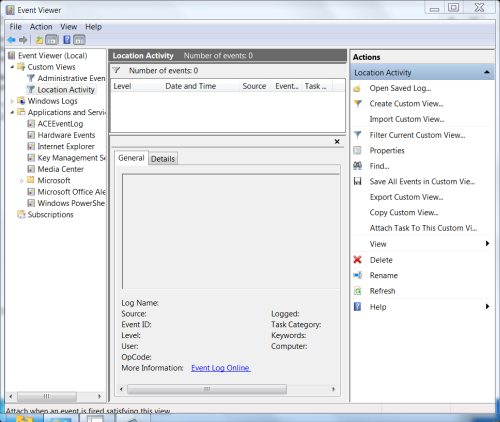 Event Viewer
File Action View Help
Event Viewer (Local)
Custom Views
Administrative Even
Location Activity
Windows Logs
Applications and Servic
ACEEventLog
Hardware Events
Internet Explorer
Key Management Se
Media Center
Microsoft
Microsoft Office Ale
Windows PowerShe
Subscriptions
Location Activity Number of events: 0
Number of events: 0
Level Date and Time Source Event... Task ...
General Details
Log Name:
Source: Logged:
Event ID: Task Category:
Level: Keywords:
User: Computer:
OpCode:
More Information: Event Log Online
Actions
Location Activity
Open Saved Log...
Create Custom View...
Import Custom View...
Filter Current Custom View...
Properties
Find...
Save All Events in Custom Vie...
Export Custom View...
Copy Custom View...
Attach Task To This Custom Vi...
View
Delete
Rename
Refresh
Help
Attach when an event is fired satisfying this view